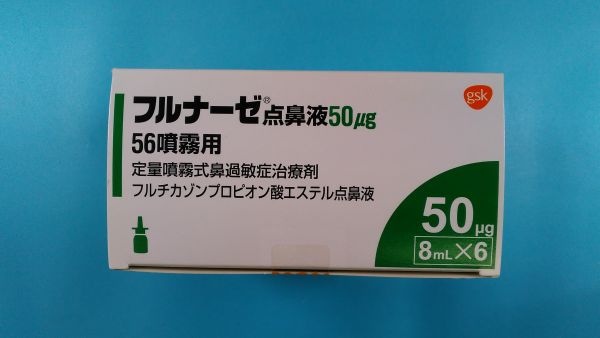 gsk
フルナーゼ®点鼻液50μg
56噴霧用
定量噴霧式鼻過敏症治療剤
フルチカゾンプロピオン酸エステル点鼻液
50μg
8mL×6